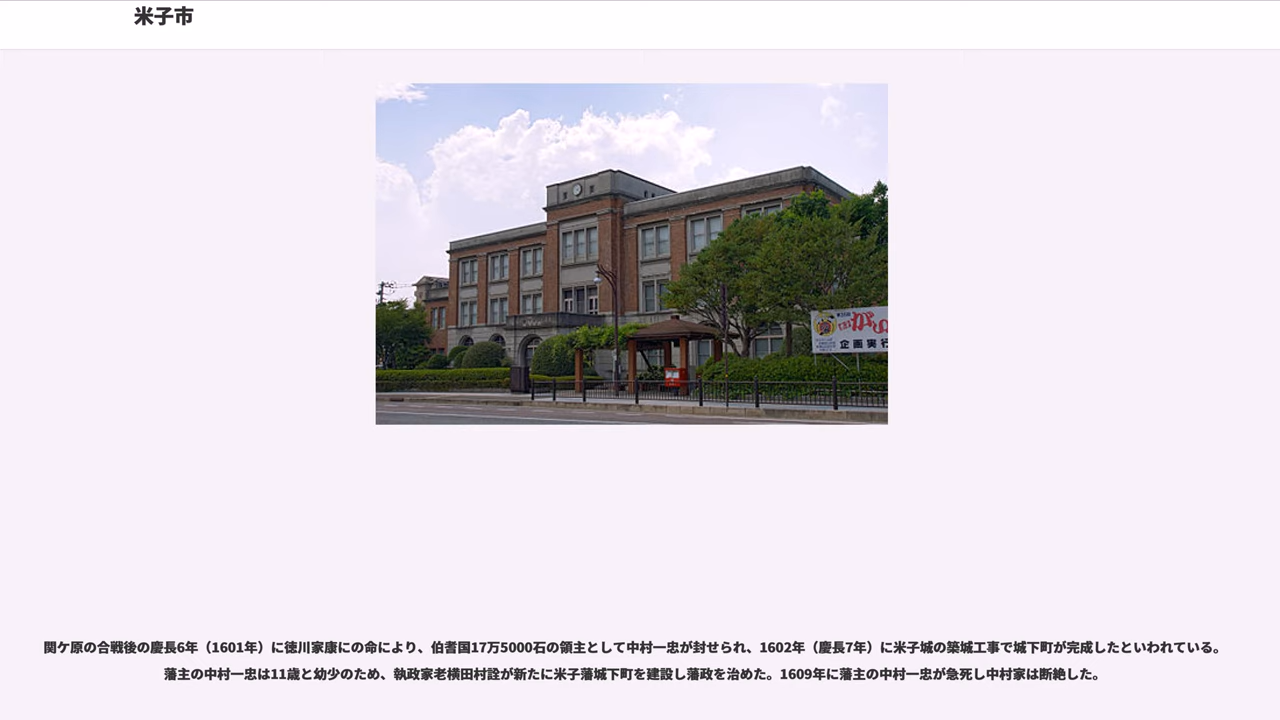 米子市
企画実行
関ケ原の合戦後の慶長6年（1601年）に徳川家康にの命により、伯耆国17万5000石の領主として中村一忠が封せられ、1602年（慶長7年）に米子城の築城工事で城下町が完成したといわれている。
藩主の中村一忠は11歳と幼少のため、執政家老横田村詮が新たに米子藩城下町を建設し藩政を治めた。1609年に藩主の中村一忠が急死し中村家は断絶した。